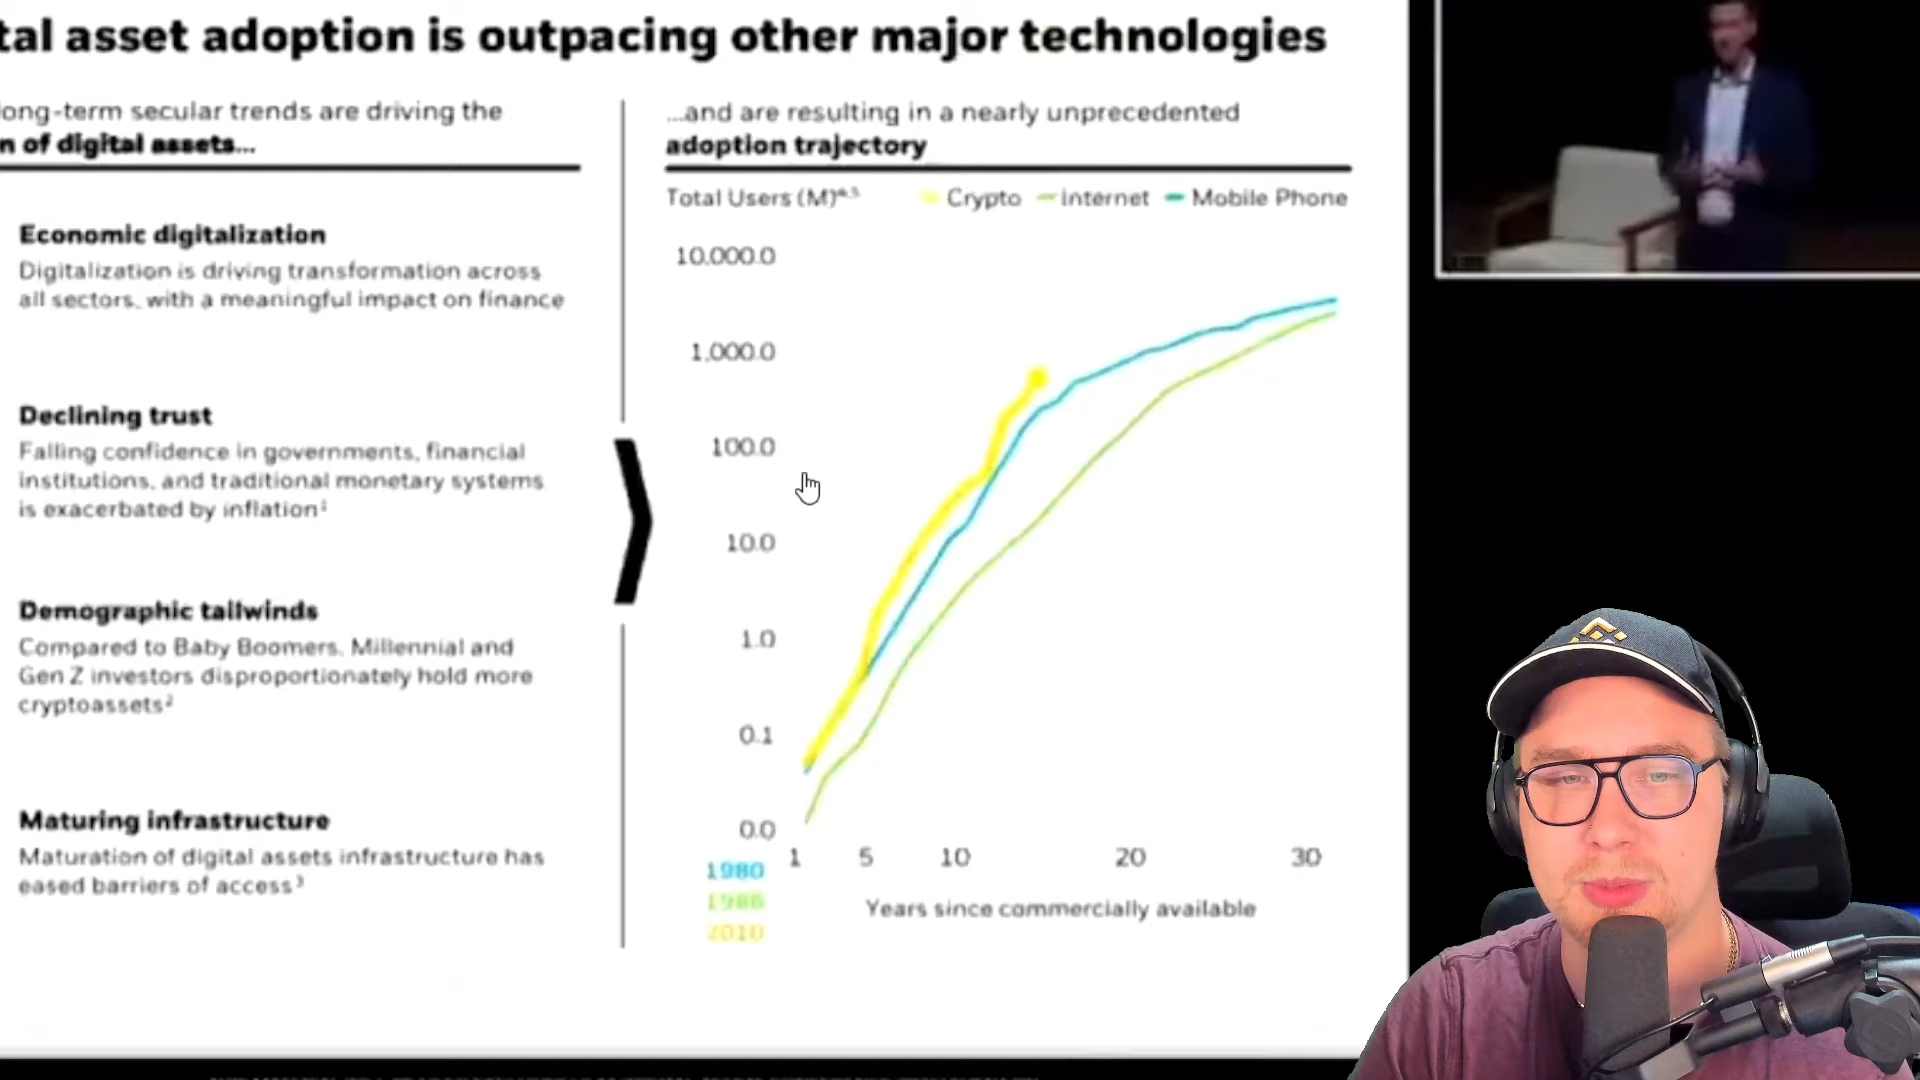 tal asset adoption is outpacing other major technologies
long-term secular trends are driving the
n of digital assets...
Economic digitalization
Digitalization is driving transformation across
all sectors, with a meaningful impact on finance
Declining trust
Falling confidence in governments, financial
institutions, and traditional monetary systems
is exacerbated by inflation¹
Demographic tailwinds
Compared to Baby Boomers, Millennial and
Gen Z investors disproportionately hold more
cryptoassets²
Maturing infrastructure
Maturation of digital assets infrastructure has
eased barriers of access³
...and are resulting in a nearly unprecedented
adoption trajectory
Total Users (M)⁴·⁵
Crypto
Internet
Mobile Phone
10,000.0
1,000.0
100.0
10.0
1.0
0.1
0.0
1 5 10 20 30
1980
1986
2010
Years since commercially available